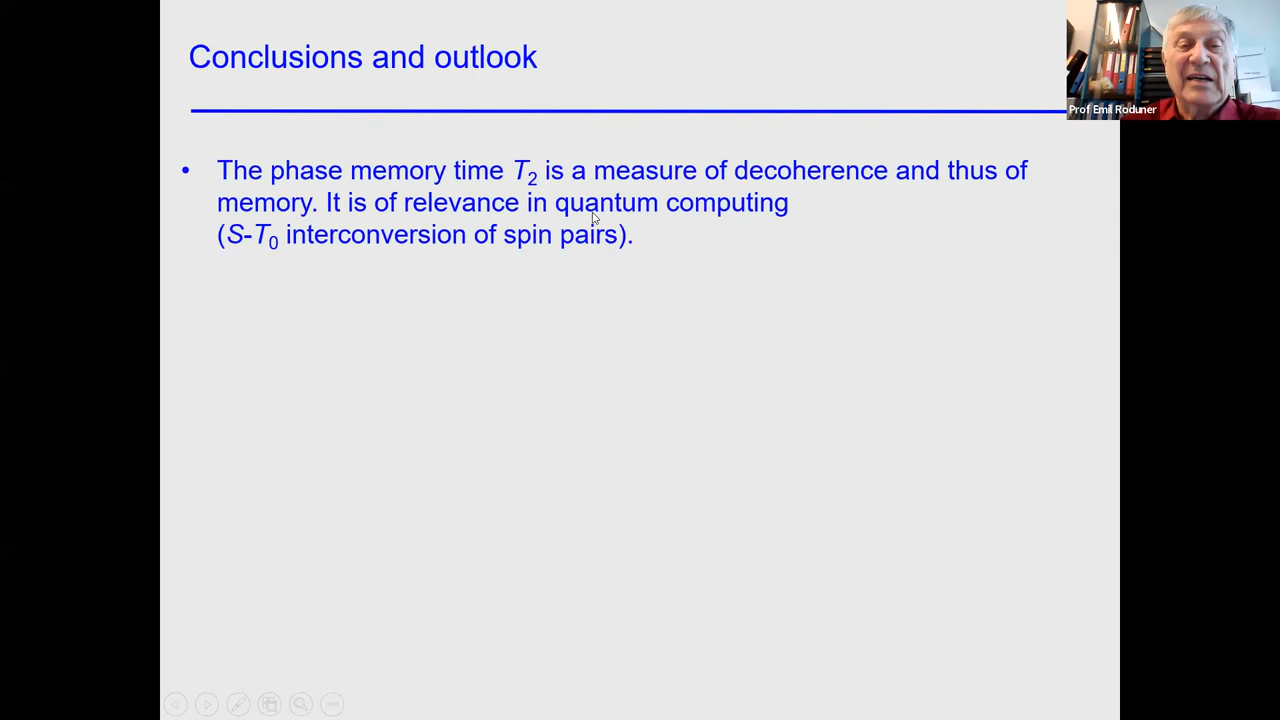 Conclusions and outlook
Prof Emil Roduner
• The phase memory time T₂ is a measure of decoherence and thus of
memory. It is of relevance in quantum computing
(S-T₀ interconversion of spin pairs).